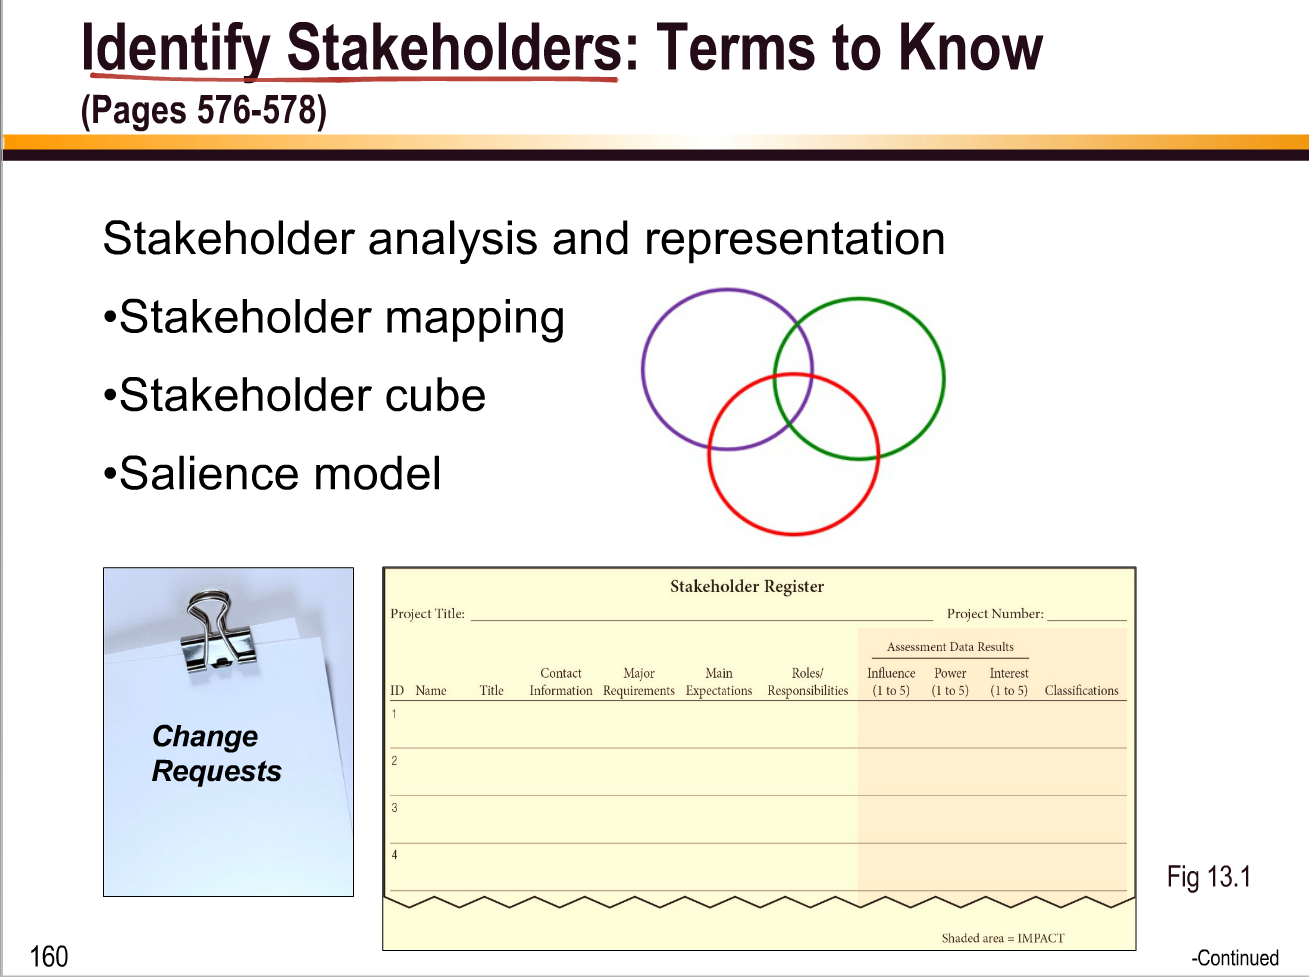 Identify Stakeholders: Terms to Know
(Pages 576-578)
Stakeholder analysis and representation
•Stakeholder mapping
•Stakeholder cube
•Salience model
Change
Requests
Stakeholder Register
Project Title: Project Number:
Assessment Data Results
Contact Major Main Roles/ Influence Power Interest
ID Name Title Information Requirements Expectations Responsibilities (1 to 5) (1 to 5) (1 to 5) Classifications
1
2
3
4
Shaded area = IMPACT
Fig 13.1
160
-Continued